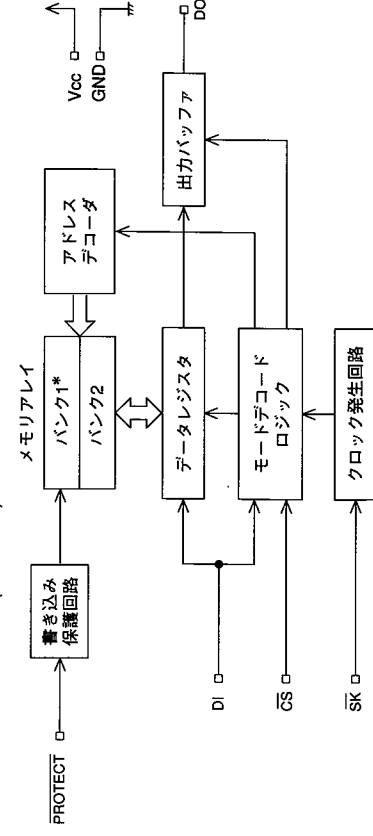 メモリアレイ
バンク1*
バンク2
アドレス
デコーダ
書き込み
保護回路
PROTECT
データレジスタ
出力バッファ
モードデコード
ロジック
クロック発生回路
DI
CS
SK
DO
Vcc
GND